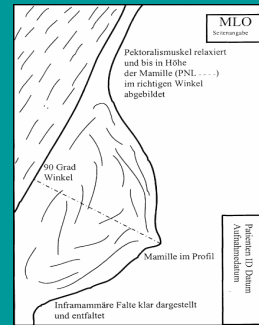 MLO
Seitenangabe
Pektoralismuskel relaxiert
und bis in Höhe
der Mamille (PNL - - - -)
im richtigen Winkel
abgebildet
90 Grad
Winkel
Mamille im Profil
Patienten ID Datum
Aufnahmedatum
Inframammäre Falte klar dargestellt
und entfaltet